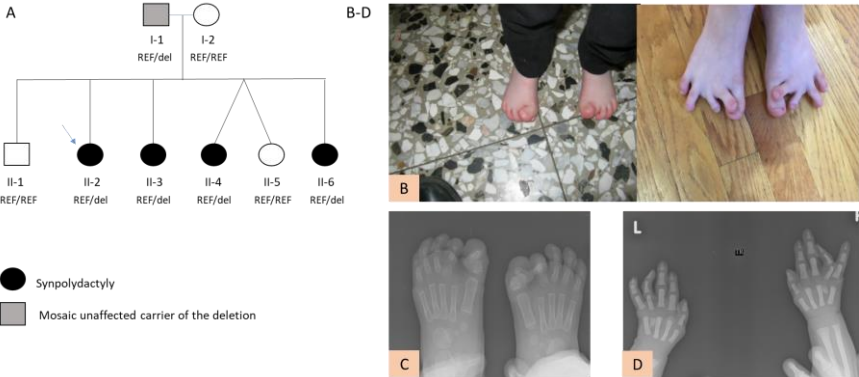 A
B-D
I-1
I-2
REF/del
REF/REF
II-1
II-2
II-3
II-4
II-5
II-6
REF/REF
REF/del
REF/del
REF/del
REF/REF
REF/del
Synpolydactyly
Mosaic unaffected carrier of the deletion
B
C
L
E
D